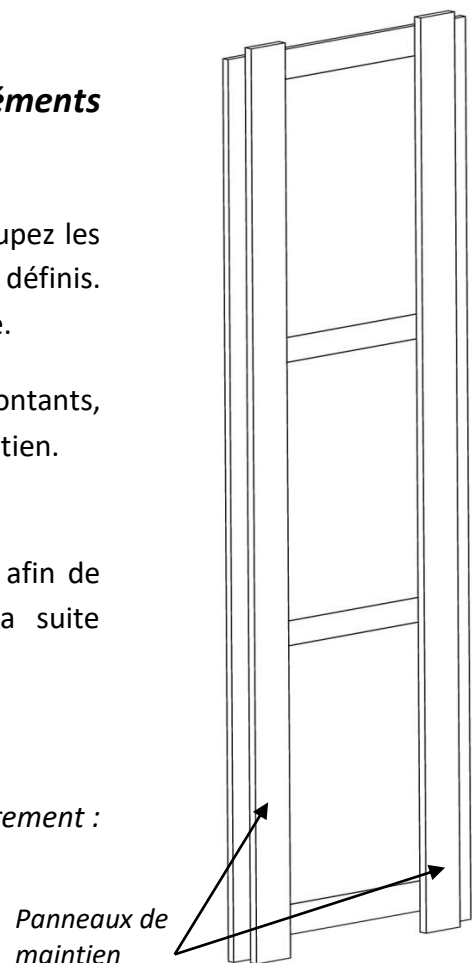 éments
upez les
définis.
e.
ontants,
tien.
afin de
a suite
rement :
Panneaux de
maintien